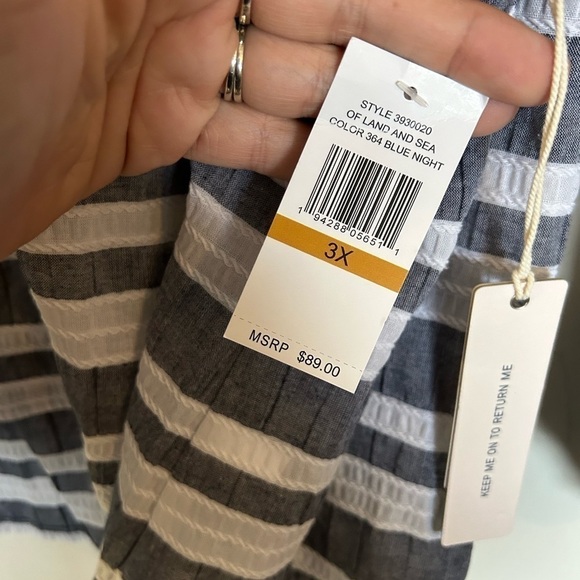 STYLE 3930020
OF LAND AND SEA
COLOR 364 BLUE NIGHT
1 94288 05651 1
3X
MSRP $89.00
KEEP ME ON TO RETURN ME